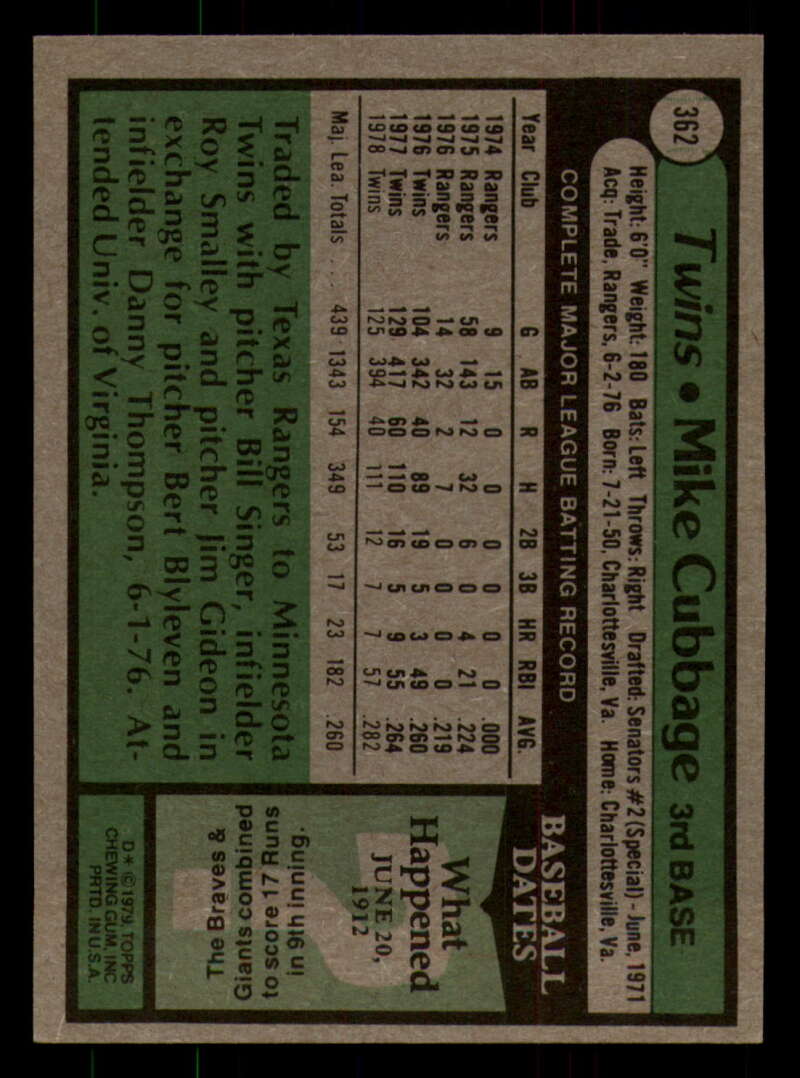 362
Twins • Mike Cubbage 3rd BASE
Height: 6'0" Weight: 180 Bats: Left Throws: Right Drafted: Senators #2 (Special) - June, 1971
Acq: Trade, Rangers, 6-2-76 Born: 7-21-50, Charlottesville, Va. Home: Charlottesville, Va.
COMPLETE MAJOR LEAGUE BATTING RECORD
Year Club G AB R H 2B 3B HR RBI AVG.
1974 Rangers 9 15 0 0 0 0 0 0 .000
1975 Rangers 58 143 12 32 6 0 4 21 .224
1976 Rangers 14 32 2 7 0 0 0 0 .219
1976 Twins 104 342 40 89 19 5 3 49 .260
1977 Twins 129 417 60 110 16 5 9 55 .264
1978 Twins 125 394 40 111 12 7 7 57 .282
Maj. Lea. Totals ... 439 1343 154 349 53 17 23 182 .260
Traded by Texas Rangers to Minnesota
Twins with pitcher Bill Singer, infielder
Roy Smalley and pitcher Jim Gideon in
exchange for pitcher Bert Blyleven and
infielder Danny Thompson, 6-1-76. At-
tended Univ. of Virginia.
BASEBALL
DATES
What
Happened
JUNE 20,
1912
The Braves &
Giants combined
to score 17 Runs
in 9th inning.
D* © 1979, TOPPS
CHEWING GUM, INC
PRTD. IN U.S.A.